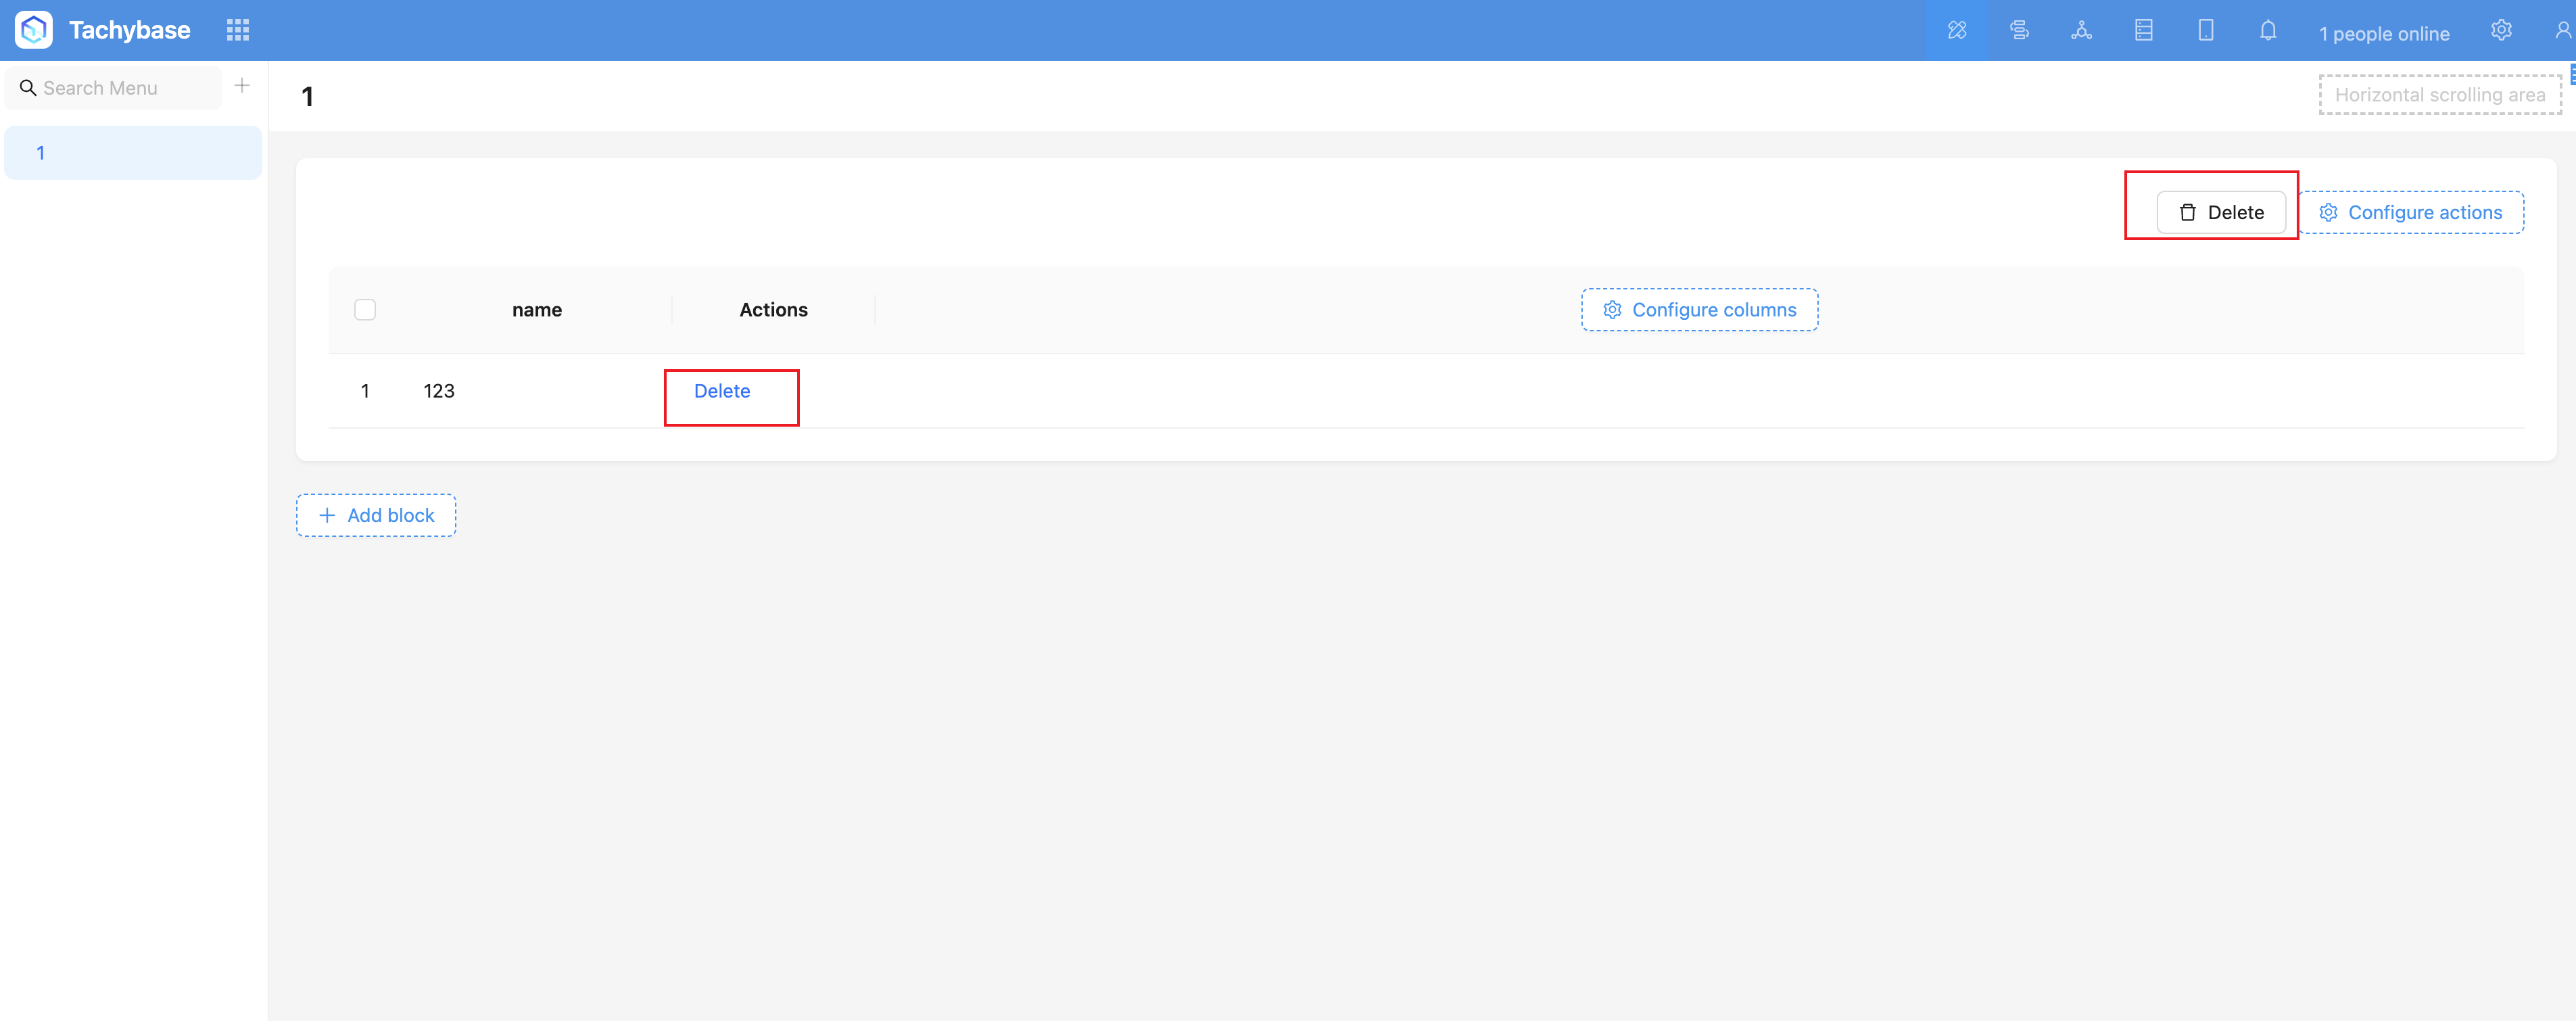 Tachybase
1 people online
Search Menu
1
1
Horizontal scrolling area
Delete
Configure actions
name
Actions
Configure columns
1
123
Delete
Add block